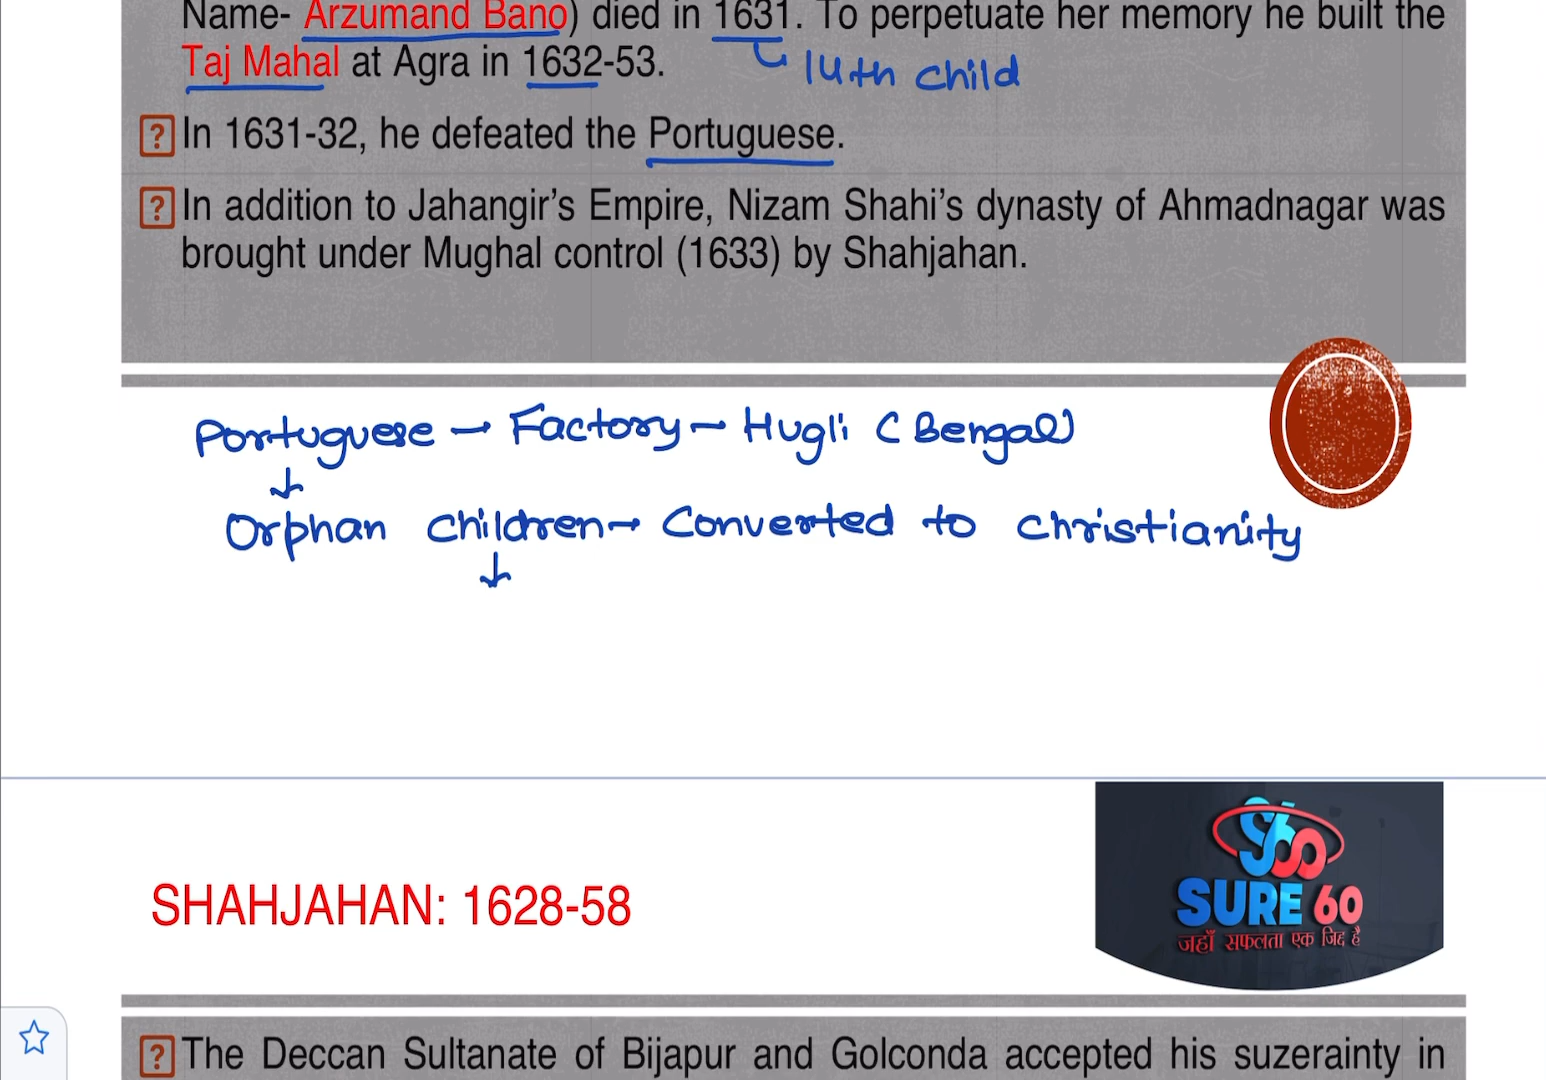 Name- Arzumand Bano) died in 1631. To perpetuate her memory he built the
Taj Mahal at Agra in 1632-53.
14th child
? In 1631-32, he defeated the Portuguese.
? In addition to Jahangir’s Empire, Nizam Shahi’s dynasty of Ahmadnagar was
brought under Mughal control (1633) by Shahjahan.
Portuguese → Factory → Hugli (Bengal)
↓
Orphan children → Converted to christianity
↓
SHAHJAHAN: 1628-58
S60
SURE 60
जहाँ सफलता एक जिद्द है
? The Deccan Sultanate of Bijapur and Golconda accepted his suzerainty in